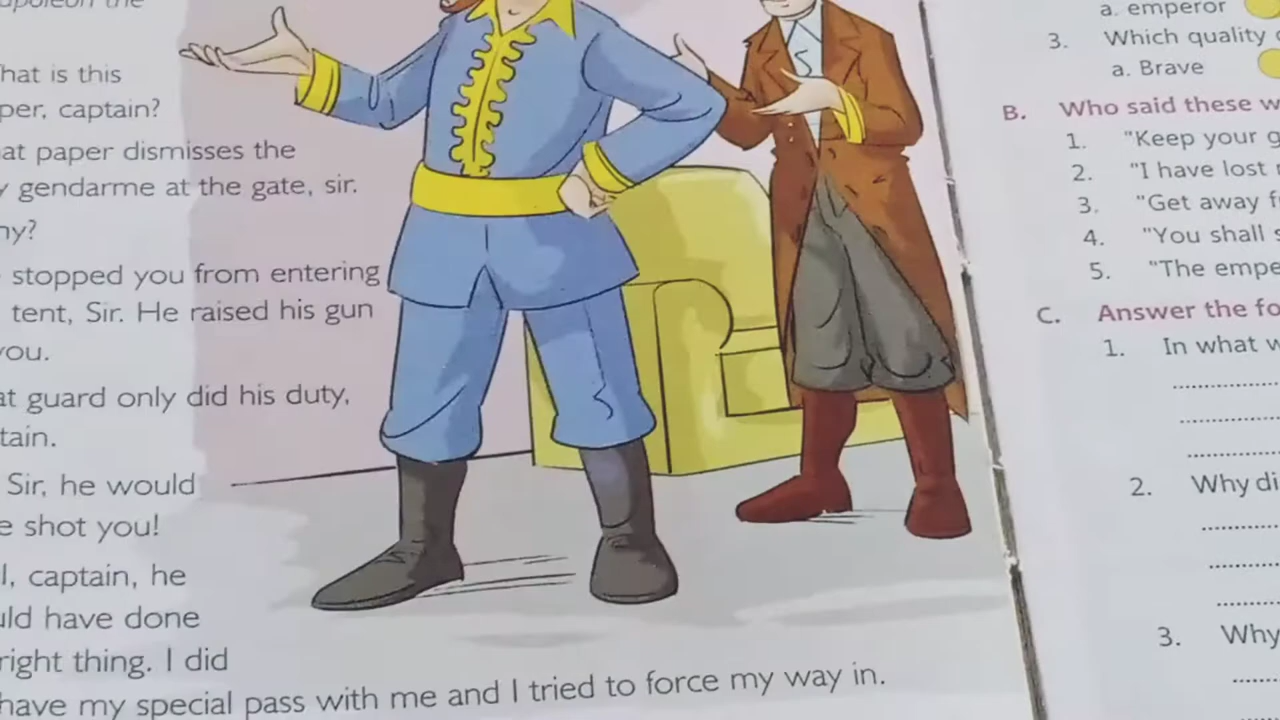 hat is this
per, captain?
at paper dismisses the
gendarme at the gate, sir.
hy?
stopped you from entering
tent, Sir. He raised his gun
you.
at guard only did his duty,
tain.
Sir, he would
e shot you!
l, captain, he
uld have done
right thing. I did
have my special pass with me and I tried to force my way in.
a. emperor
3. Which quality
a. Brave
B. Who said these w
1. "Keep your g
2. "I have lost
3. "Get away f
4. "You shall s
5. "The empe
C. Answer the fo
1. In what w
2. Why di
3. Why